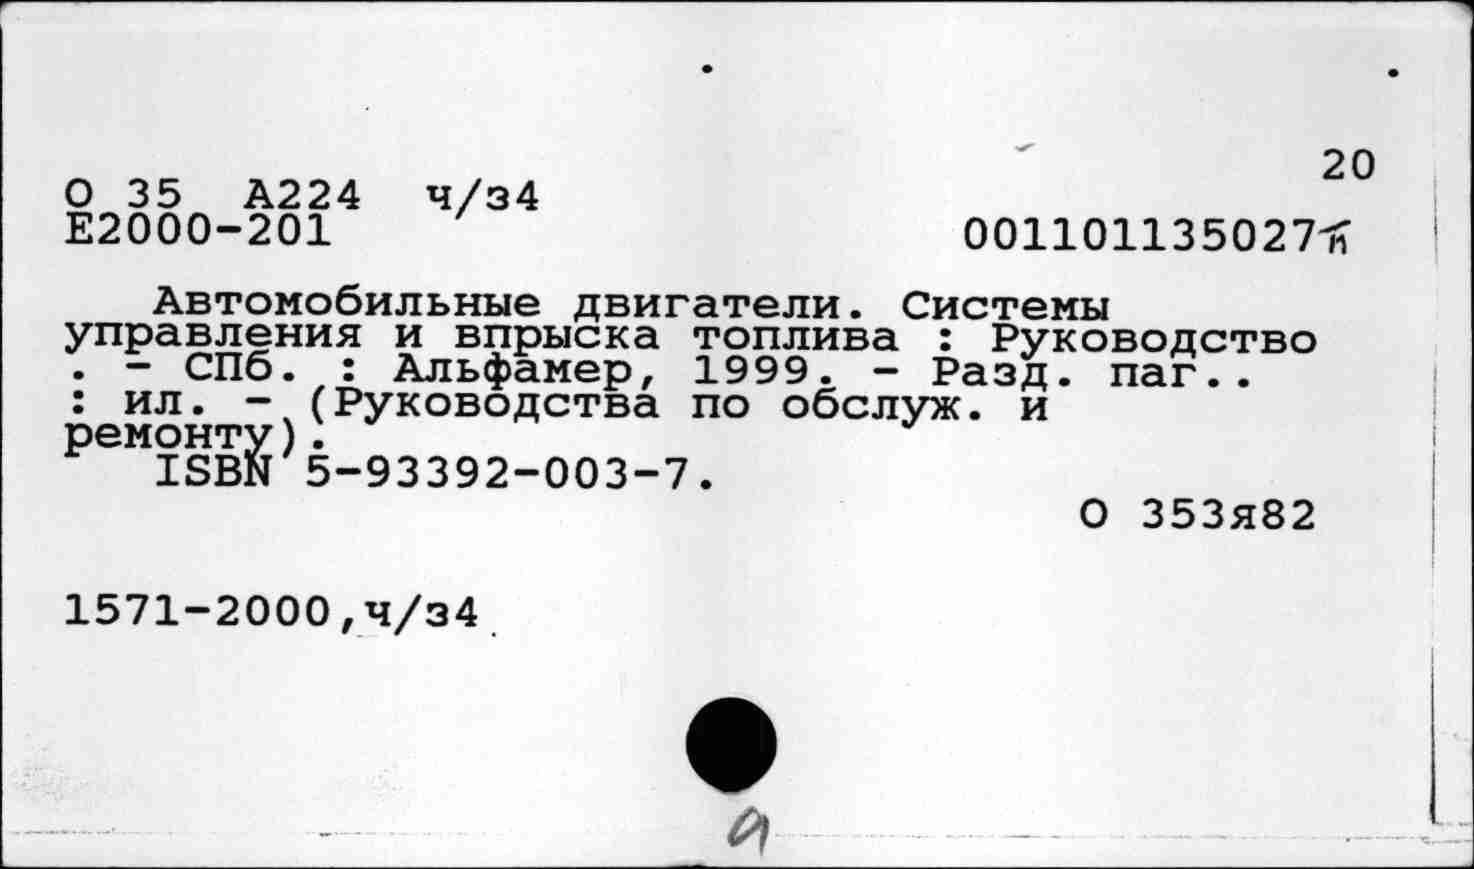 20
О 35 А224 ч/з4
Е2000-201
001101135027
Автомобильные двигатели. Системы
управления и впрыска топлива : Руководство
. - СПб. : Альфамер, 1999. - Разд. паг..
: ил. - (Руководства по обслуж. и
ремонту).
ISBN 5-93392-003-7.
О 353я82
1571-2000,ч/з4